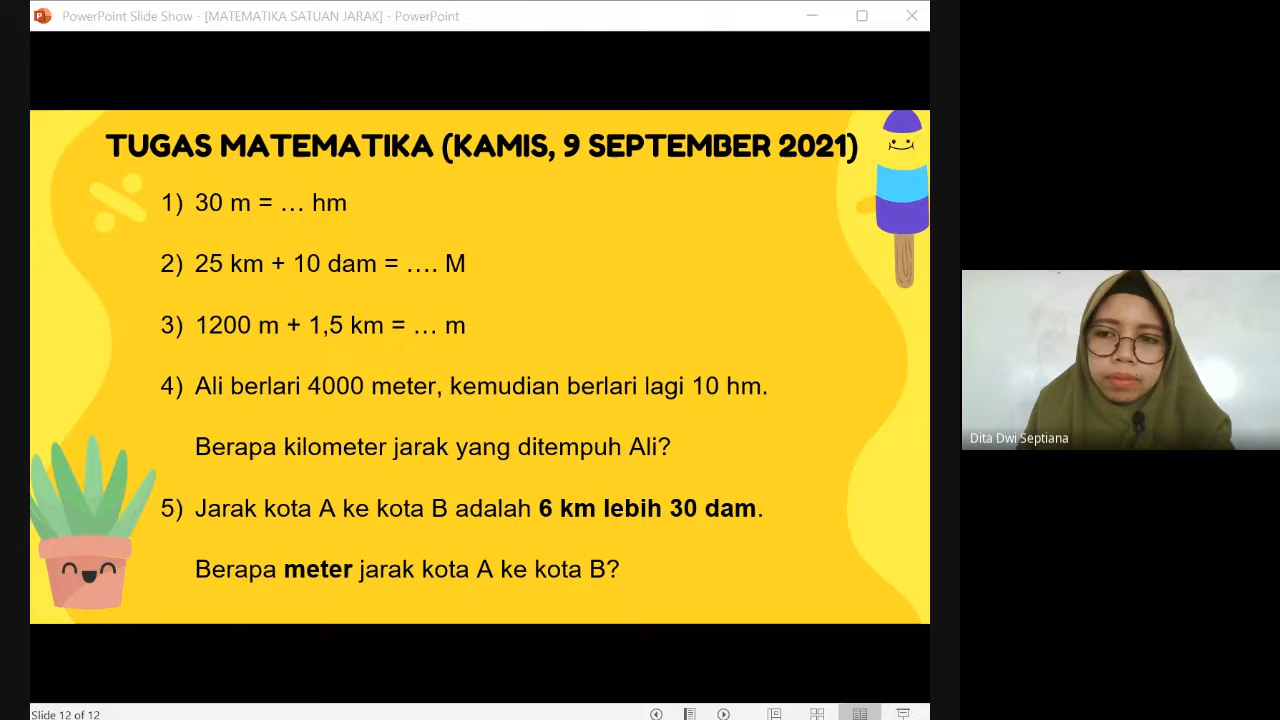 PowerPoint Slide Show - [MATEMATIKA SATUAN JARAK] - PowerPoint
TUGAS MATEMATIKA (KAMIS, 9 SEPTEMBER 2021)
1) 30 m = … hm
2) 25 km + 10 dam = …. M
3) 1200 m + 1,5 km = … m
4) Ali berlari 4000 meter, kemudian berlari lagi 10 hm.
Berapa kilometer jarak yang ditempuh Ali?
5) Jarak kota A ke kota B adalah 6 km lebih 30 dam.
Berapa meter jarak kota A ke kota B?
Dita Dwi Septiana
Slide 12 of 12